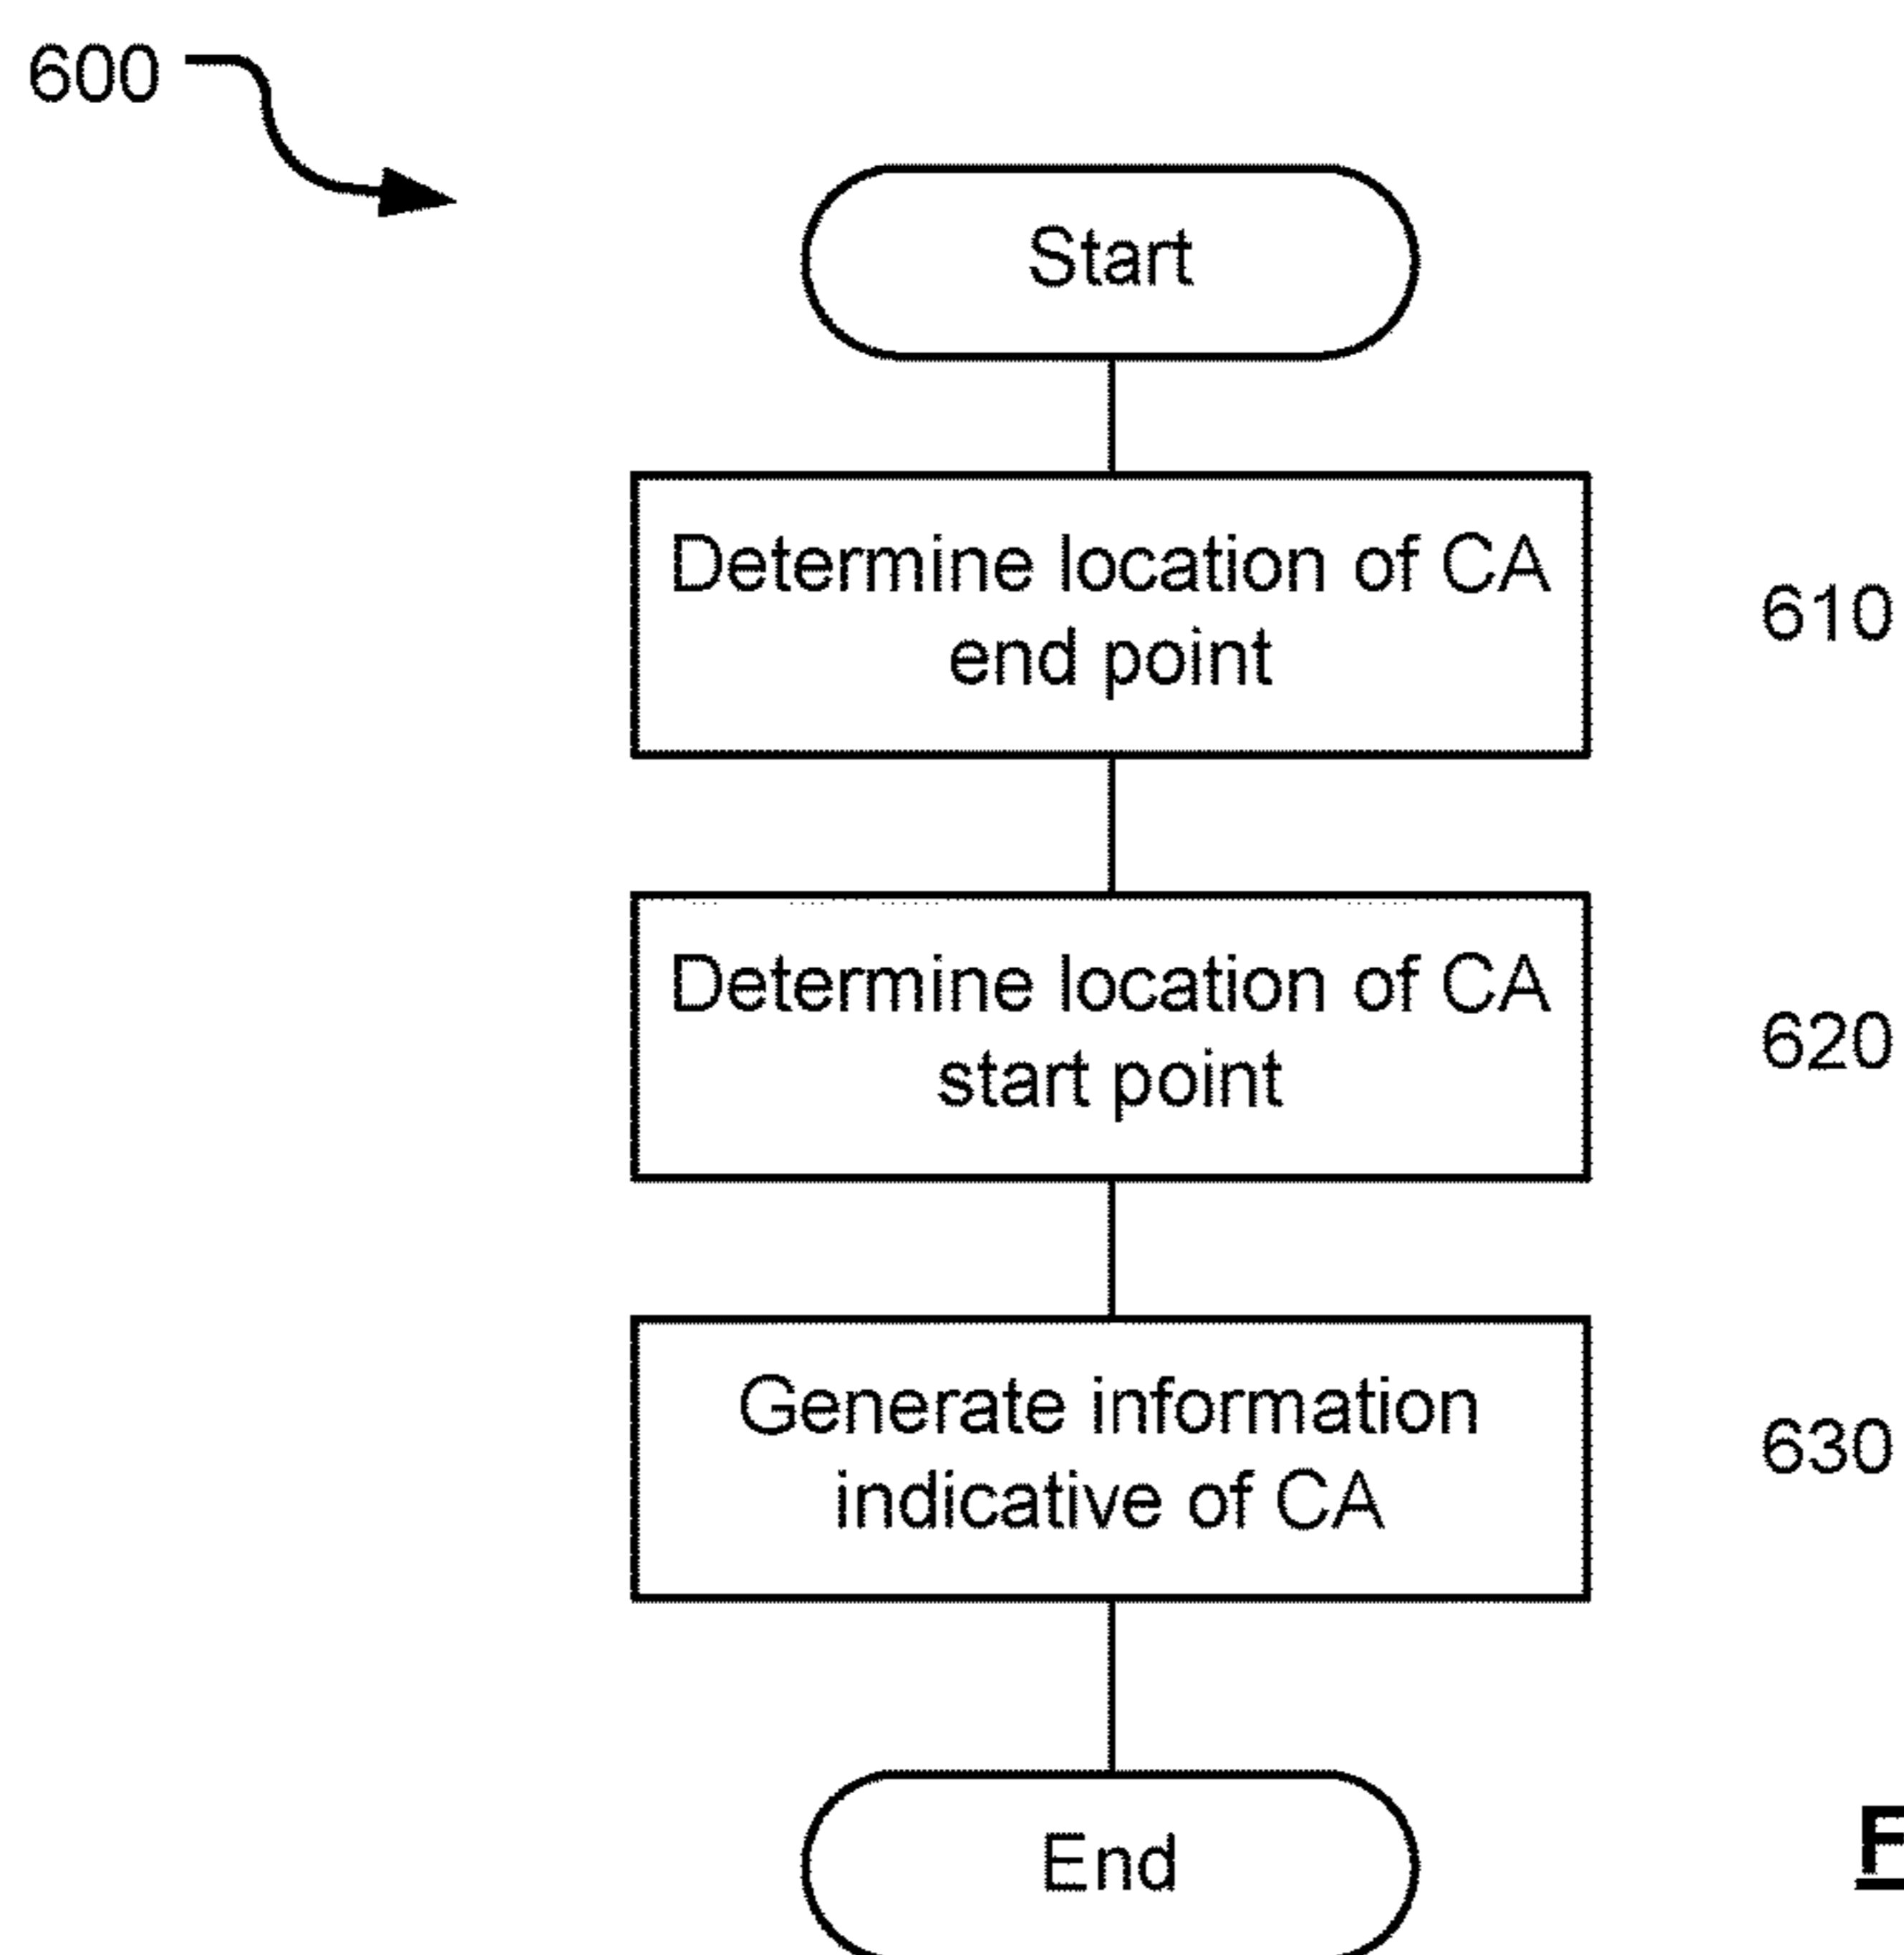 600
Start
Determine location of CA
end point
610
Determine location of CA
start point
620
Generate information
indicative of CA
630
End
F